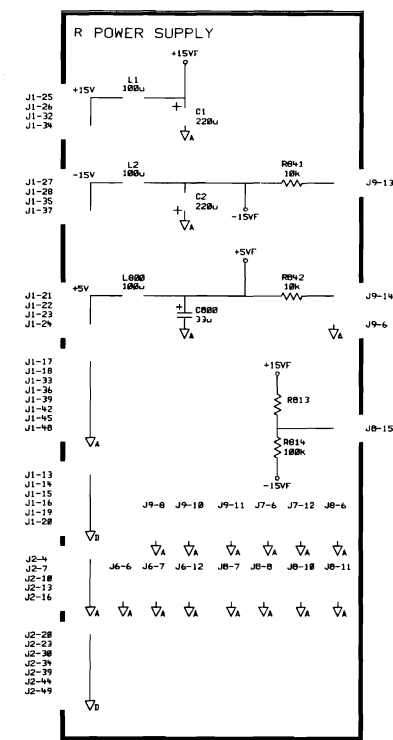 R POWER SUPPLY
+15VF
L1
100u
+15V
J1-25
J1-26
J1-32
J1-34
+
C1
220u
A
L2
100u
-15V
R841
10k
J1-27
J1-28
J1-35
J1-37
J9-13
C2
220u
+
A
-15VF
+5VF
L800
100u
+5V
R842
10k
J1-21
J1-22
J1-23
J1-24
J9-14
+
C800
33u
A
A
J9-6
J1-17
J1-18
J1-33
J1-36
J1-39
J1-42
J1-45
J1-48
A
+15VF
R813
J8-15
R814
100k
-15VF
J1-13
J1-14
J1-15
J1-16
J1-19
J1-20
D
J9-8 J9-10 J9-11 J7-6 J7-12 J8-6
A A A A A A
J2-4
J2-7
J2-10
J2-13
J2-16
J6-6 J6-7 J6-12 J8-7 J8-8 J8-10 J8-11
A A A A A A A A
J2-20
J2-23
J2-30
J2-34
J2-39
J2-44
J2-49
D